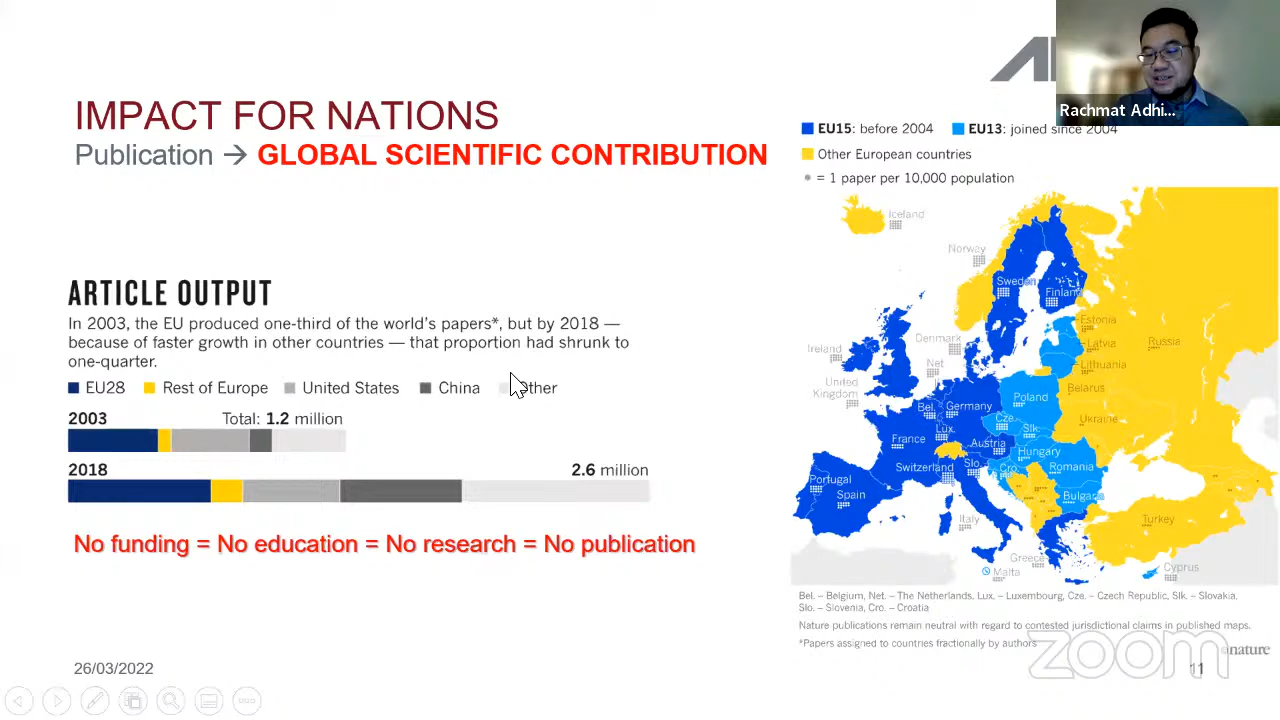 Rachmat Adhi...
IMPACT FOR NATIONS
Publication → GLOBAL SCIENTIFIC CONTRIBUTION
ARTICLE OUTPUT
In 2003, the EU produced one-third of the world's papers*, but by 2018 —
because of faster growth in other countries — that proportion had shrunk to
one-quarter.
EU28 Rest of Europe United States China
2003 Total: 1.2 million
2018 2.6 million
No funding = No education = No research = No publication
26/03/2022
EU15: before 2004 EU13: joined since 2004
Other European countries
= 1 paper per 10,000 population
Iceland
Norway
Sweden
Finland
Estonia
Latvia
Lithuania
Russia
Denmark
Ireland
United
Kingdom
Net
Belarus
Poland
Bel.
Germany
Ukraine
Cze.
Lux.
Slk.
France
Austria
Hungary
Switzerland
Slo.
Cro.
Romania
Portugal
Spain
Bulgaria
Italy
Turkey
Greece
Malta
Cyprus
Bel. – Belgium, Net. – The Netherlands, Lux. – Luxembourg, Cze. – Czech Republic, Slk. – Slovakia,
Slo. – Slovenia, Cro. – Croatia
Nature publications remain neutral with regard to contested jurisdictional claims in published maps.
*Papers assigned to countries fractionally by authors
©nature
zoom
11